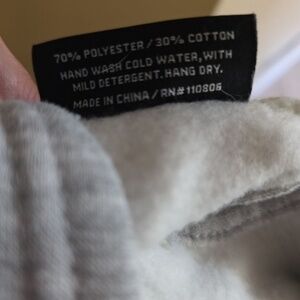 70% POLYESTER / 30% COTTON
HAND WASH COLD WATER, WITH
MILD DETERGENT. HANG DRY.
MADE IN CHINA / RN# 110806